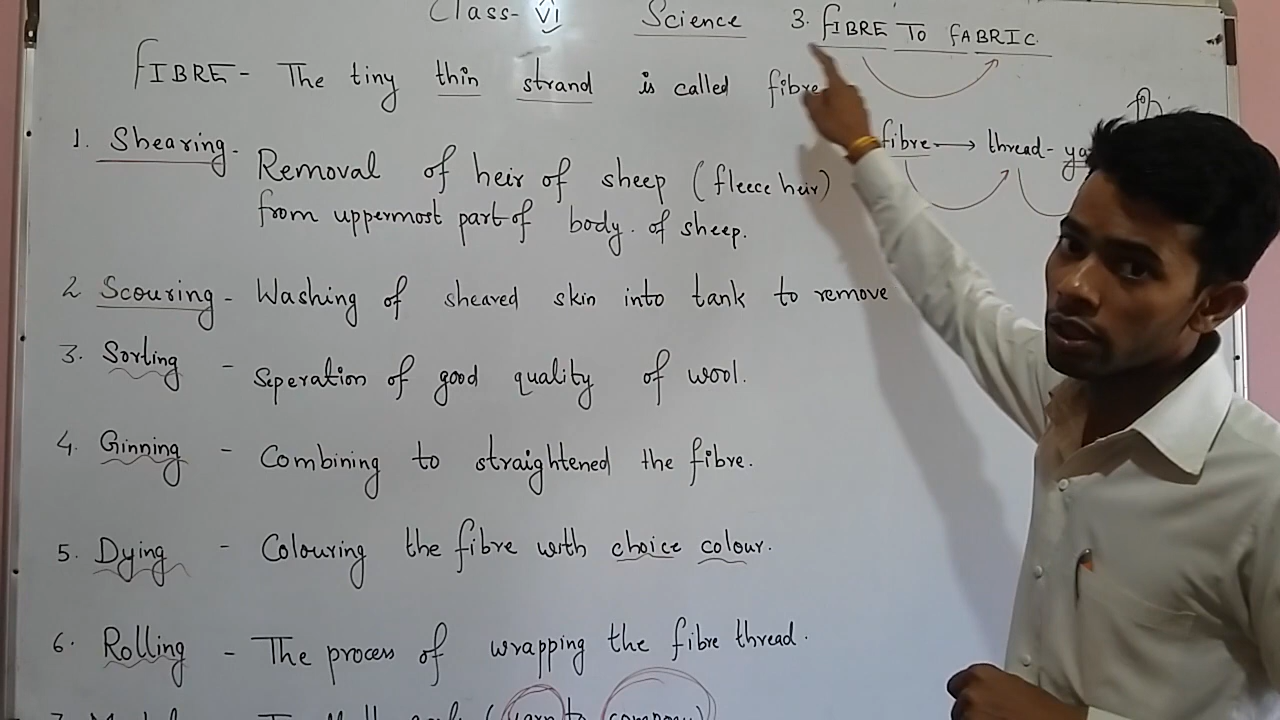 Class-VI Science 3. FIBRE TO FABRIC
FIBRE - The tiny thin strand is called fibre
fibre → thread - 
1. Shearing - Removal of heir of sheep (fleece heir)
from uppermost part of body. of sheep.
2 Scouring - Washing of sheared skin into tank to remove
3. Sorting - Seperation of good quality of wool.
4. Ginning - Combining to straightened the fibre.
5. Dying - Colouring the fibre with choice colour.
6. Rolling - The process of wrapping the fibre thread.